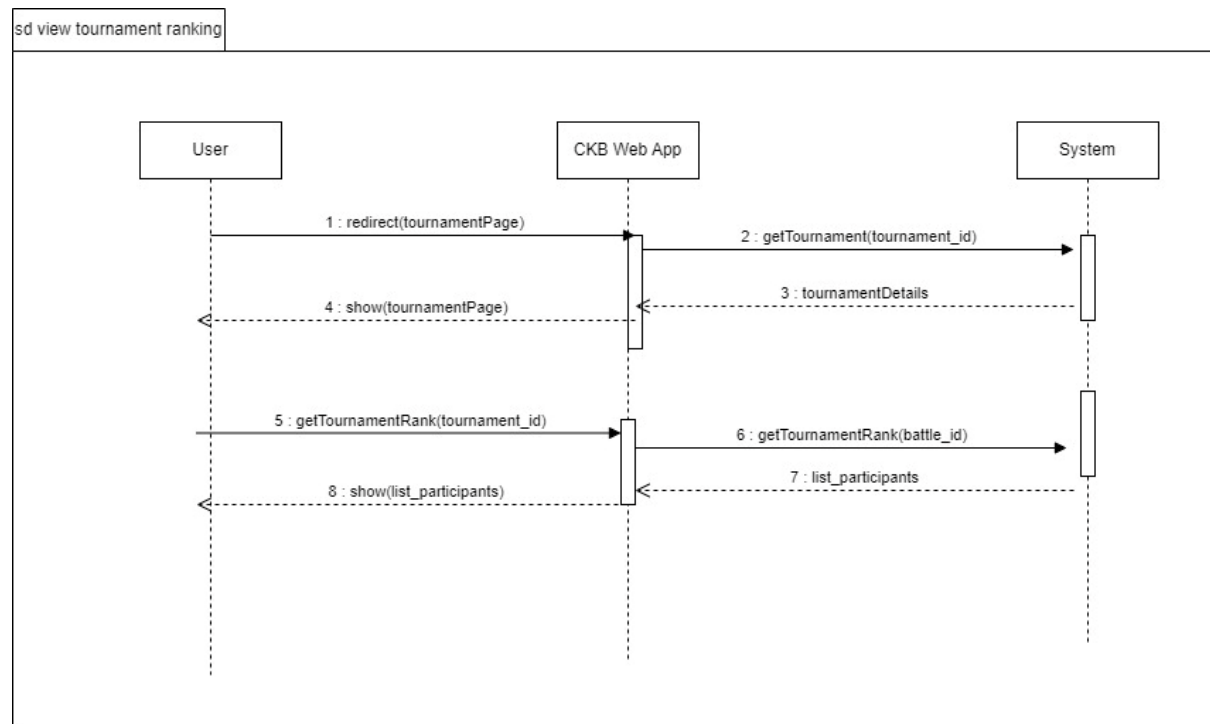 sd view tournament ranking
User
CKB Web App
System
1 : redirect(tournamentPage)
2 : getTournament(tournament_id)
3 : tournamentDetails
4 : show(tournamentPage)
5 : getTournamentRank(tournament_id)
6 : getTournamentRank(battle_id)
7 : list_participants
8 : show(list_participants)